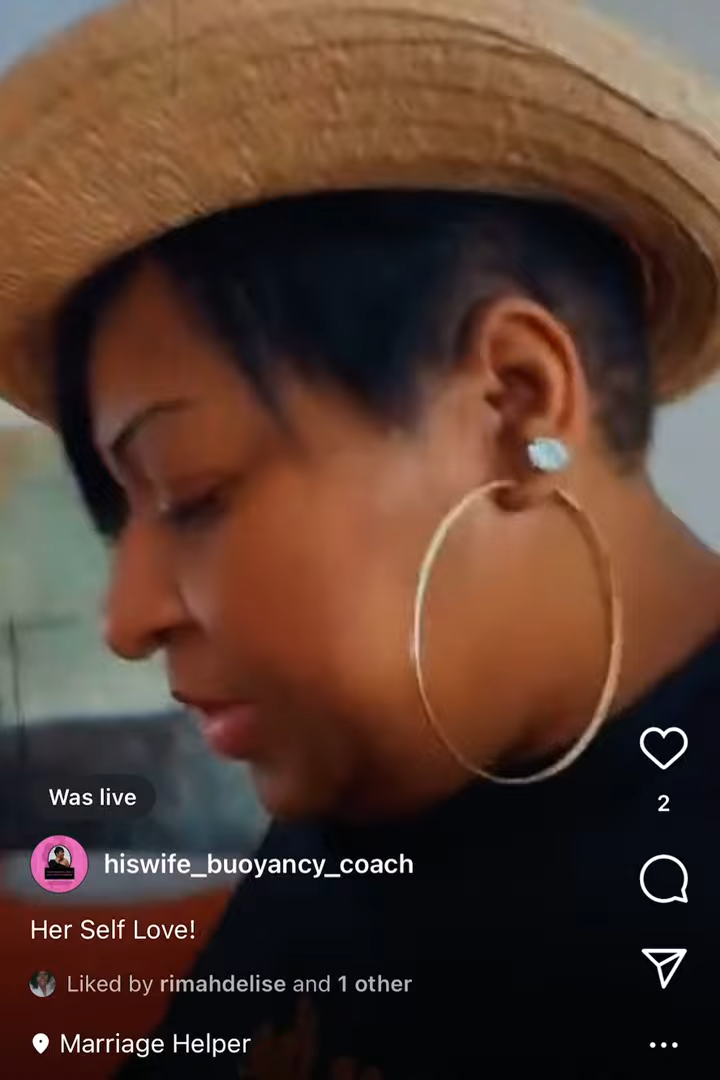 Was live
2
hiswife_buoyancy_coach
Her Self Love!
Liked by rimahdelise and 1 other
Marriage Helper